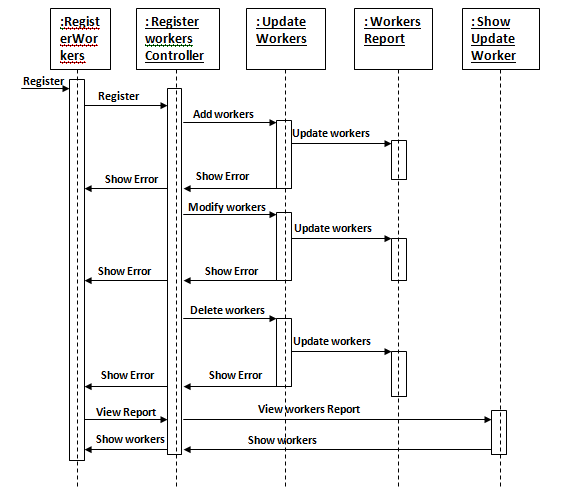 :Regist
erWor
kers
: Register
workers
Controller
: Update
Workers
: Workers
Report
: Show
Update
Worker
Register
Register
Add workers
Update workers
Show Error
Show Error
Modify workers
Update workers
Show Error
Show Error
Delete workers
Update workers
Show Error
Show Error
View Report
View workers Report
Show workers
Show workers